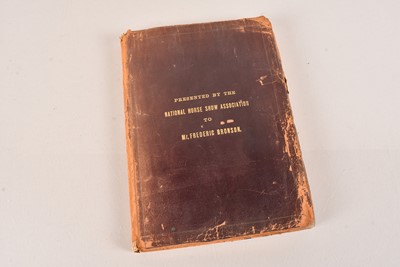 PRESENTED BY THE
NATIONAL HORSE SHOW ASSOCIATION
TO
Mr. FREDERIC BRONSON.